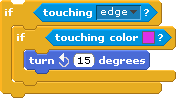 if touching edge ?
if touching color ?
turn 15 degrees